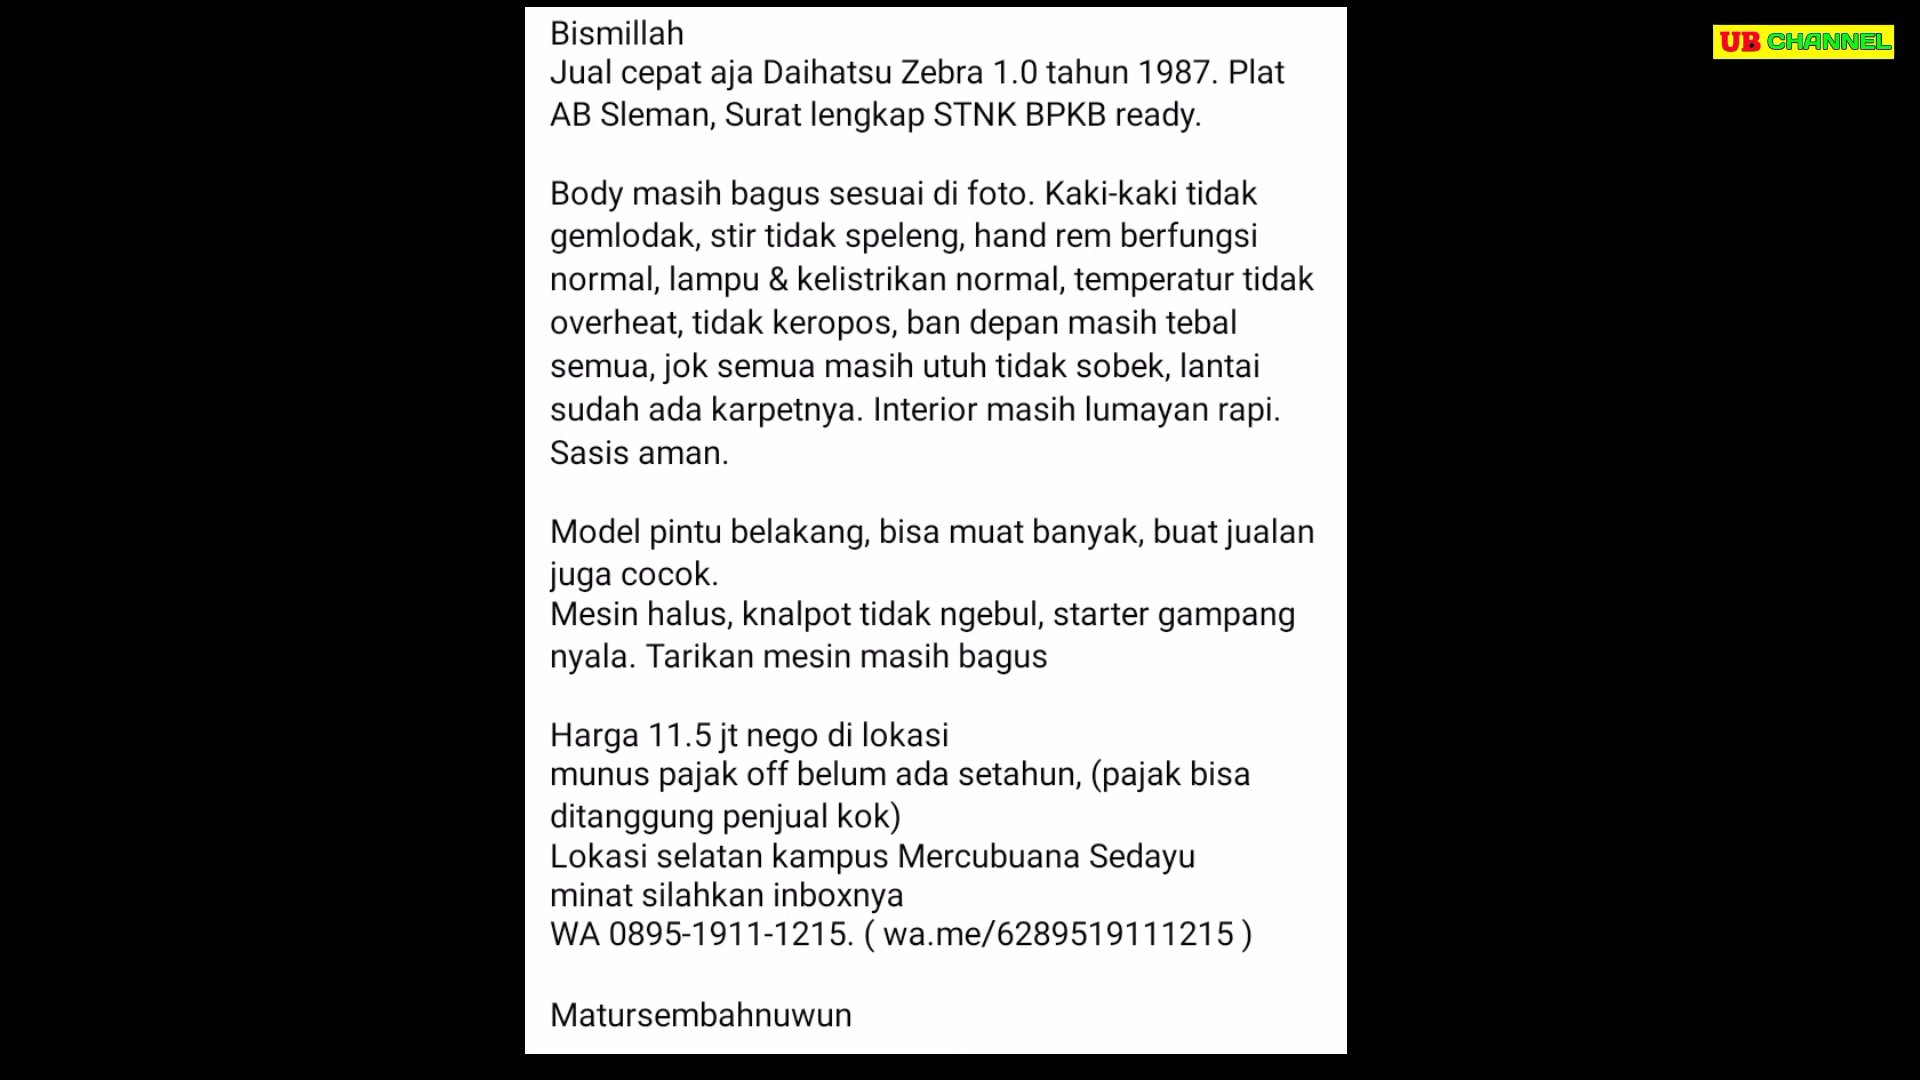 Bismillah
Jual cepat aja Daihatsu Zebra 1.0 tahun 1987. Plat
AB Sleman, Surat lengkap STNK BPKB ready.
Body masih bagus sesuai di foto. Kaki-kaki tidak
gemlodak, stir tidak speleng, hand rem berfungsi
normal, lampu & kelistrikan normal, temperatur tidak
overheat, tidak keropos, ban depan masih tebal
semua, jok semua masih utuh tidak sobek, lantai
sudah ada karpetnya. Interior masih lumayan rapi.
Sasis aman.
Model pintu belakang, bisa muat banyak, buat jualan
juga cocok.
Mesin halus, knalpot tidak ngebul, starter gampang
nyala. Tarikan mesin masih bagus
Harga 11.5 jt nego di lokasi
munus pajak off belum ada setahun, (pajak bisa
ditanggung penjual kok)
Lokasi selatan kampus Mercubuana Sedayu
minat silahkan inboxnya
WA 0895-1911-1215. ( wa.me/6289519111215 )
Matursembahnuwun
UB CHANNEL